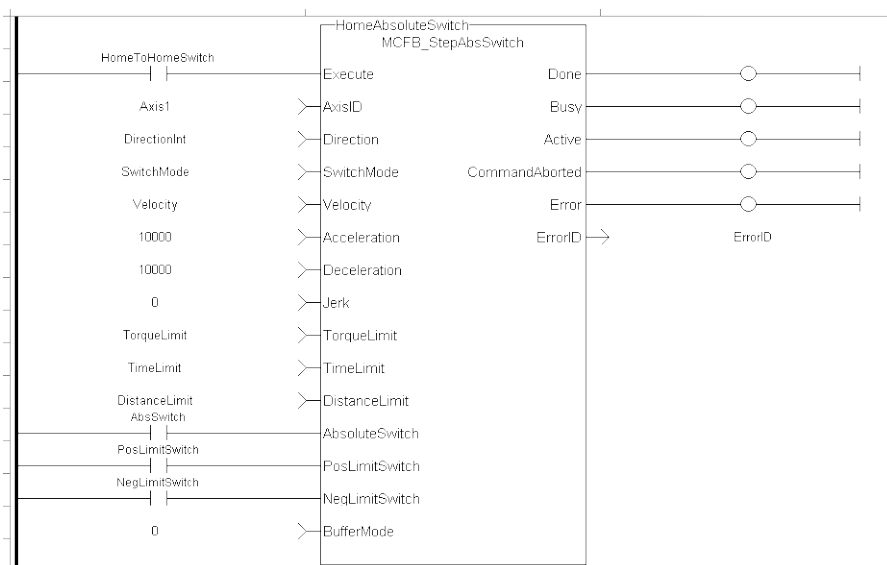 HomeAbsoluteSwitch
MCFB_StepAbsSwitch
HomeToHomeSwitch
Execute Done
Axis1 AxisID Busy
DirectionInt Direction Active
SwitchMode SwitchMode CommandAborted
Velocity Velocity Error
10000 Acceleration ErrorID ErrorID
10000 Deceleration
0 Jerk
TorqueLimit TorqueLimit
TimeLimit TimeLimit
DistanceLimit DistanceLimit
AbsSwitch
AbsoluteSwitch
PosLimitSwitch
PosLimitSwitch
NegLimitSwitch
NegLimitSwitch
0 BufferMode